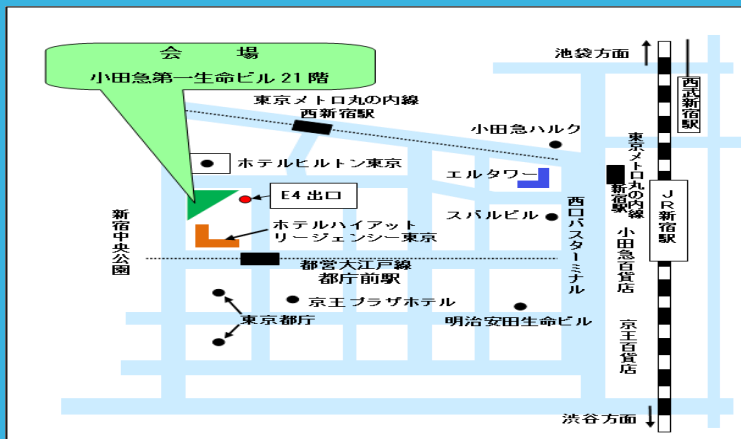 会 場
小田急第一生命ビル 21 階
池袋方面
西武新宿駅
東京メトロ丸の内線
西新宿駅
小田急ハルク
ホテルヒルトン東京
エルタワー
東京メトロ丸の内線
新宿駅
JR新宿駅
E4 出口
スバルビル
新宿中央公園
ホテルハイアット
リージェンシー東京
西口バスターミナル
小田急百貨店
都営大江戸線
都庁前駅
京王プラザホテル
東京都庁
明治安田生命ビル
京王百貨店
渋谷方面